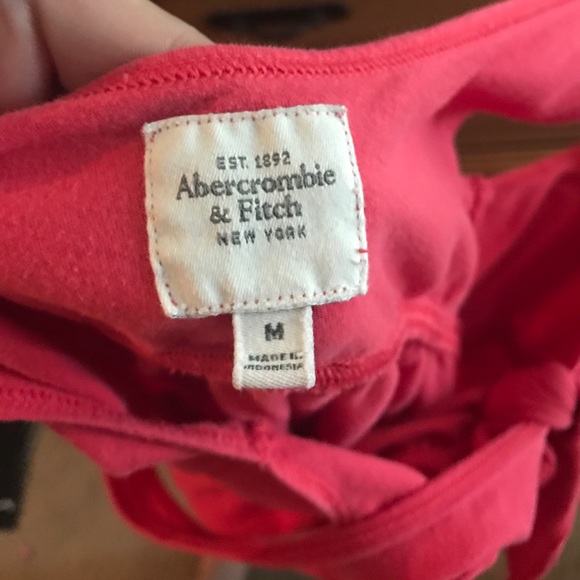 EST. 1892
Abercrombie
& Fitch
NEW YORK
M
MADE IN
INDONESIA